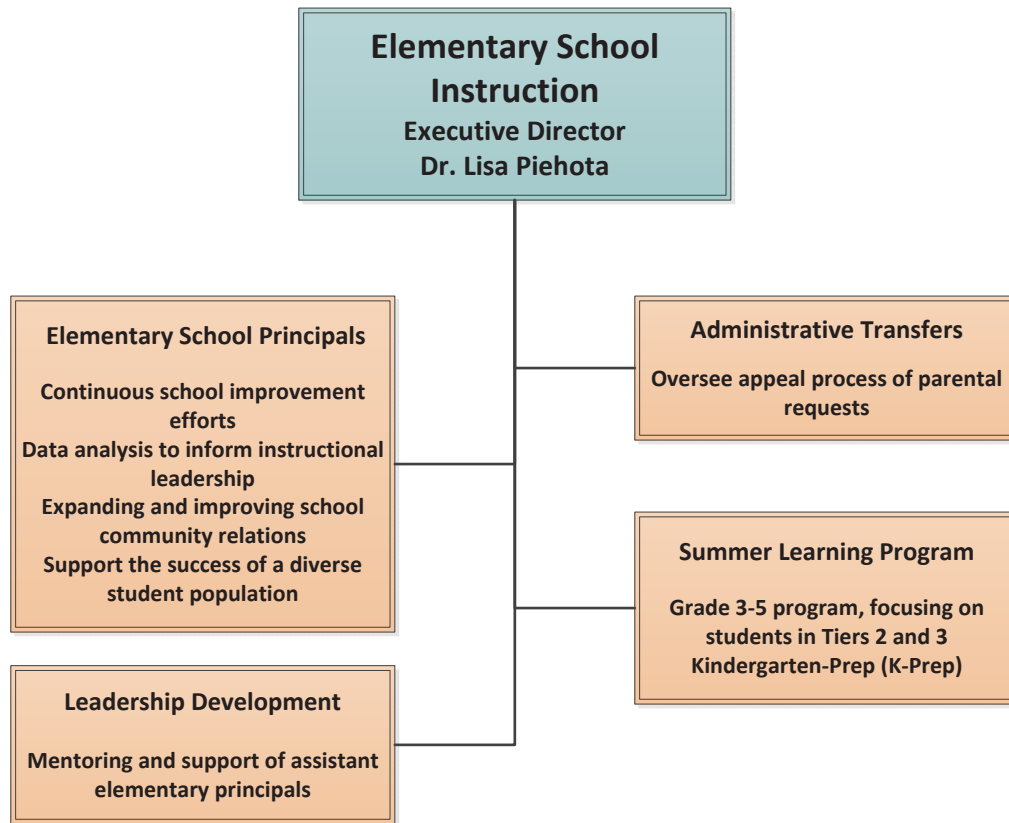 Elementary School
Instruction
Executive Director
Dr. Lisa Piehota
Elementary School Principals
Continuous school improvement
efforts
Data analysis to inform instructional
leadership
Expanding and improving school
community relations
Support the success of a diverse
student population
Administrative Transfers
Oversee appeal process of parental
requests
Summer Learning Program
Grade 3-5 program, focusing on
students in Tiers 2 and 3
Kindergarten-Prep (K-Prep)
Leadership Development
Mentoring and support of assistant
elementary principals